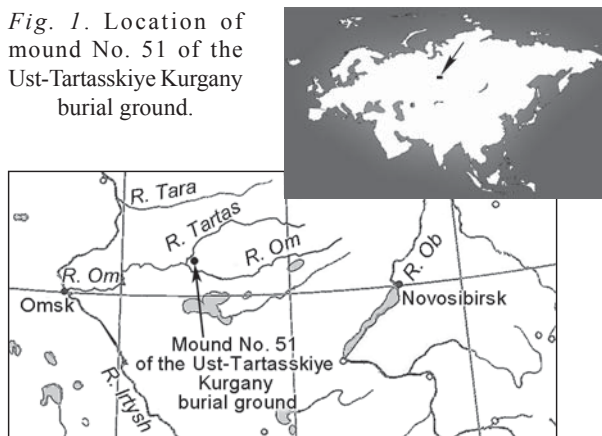 Fig. 1. Location of
mound No. 51 of the
Ust-Tartasskiye Kurgany
burial ground.
R. Tara
R. Tartas
R. Om
R. Om
R. Ob
Omsk
Novosibirsk
Mound No. 51
of the Ust-Tartasskiye
Kurgany
burial ground
R. Irtysh